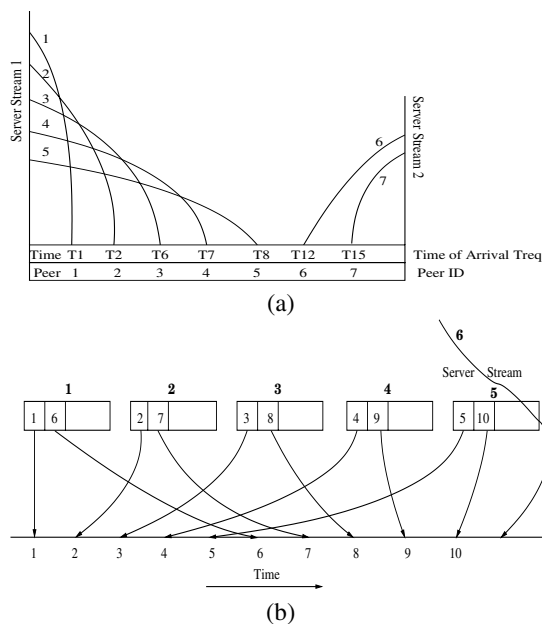 Server Stream 1
1
2
3
4
5
6
7
Server Stream 2
Time T1 T2 T6 T7 T8 T12 T15 Time of Arrival Treq
Peer 1 2 3 4 5 6 7 Peer ID
(a)
6
Server Stream
1 2 3 4 5
1 6 2 7 3 8 4 9 5 10
1 2 3 4 5 6 7 8 9 10
Time
(b)